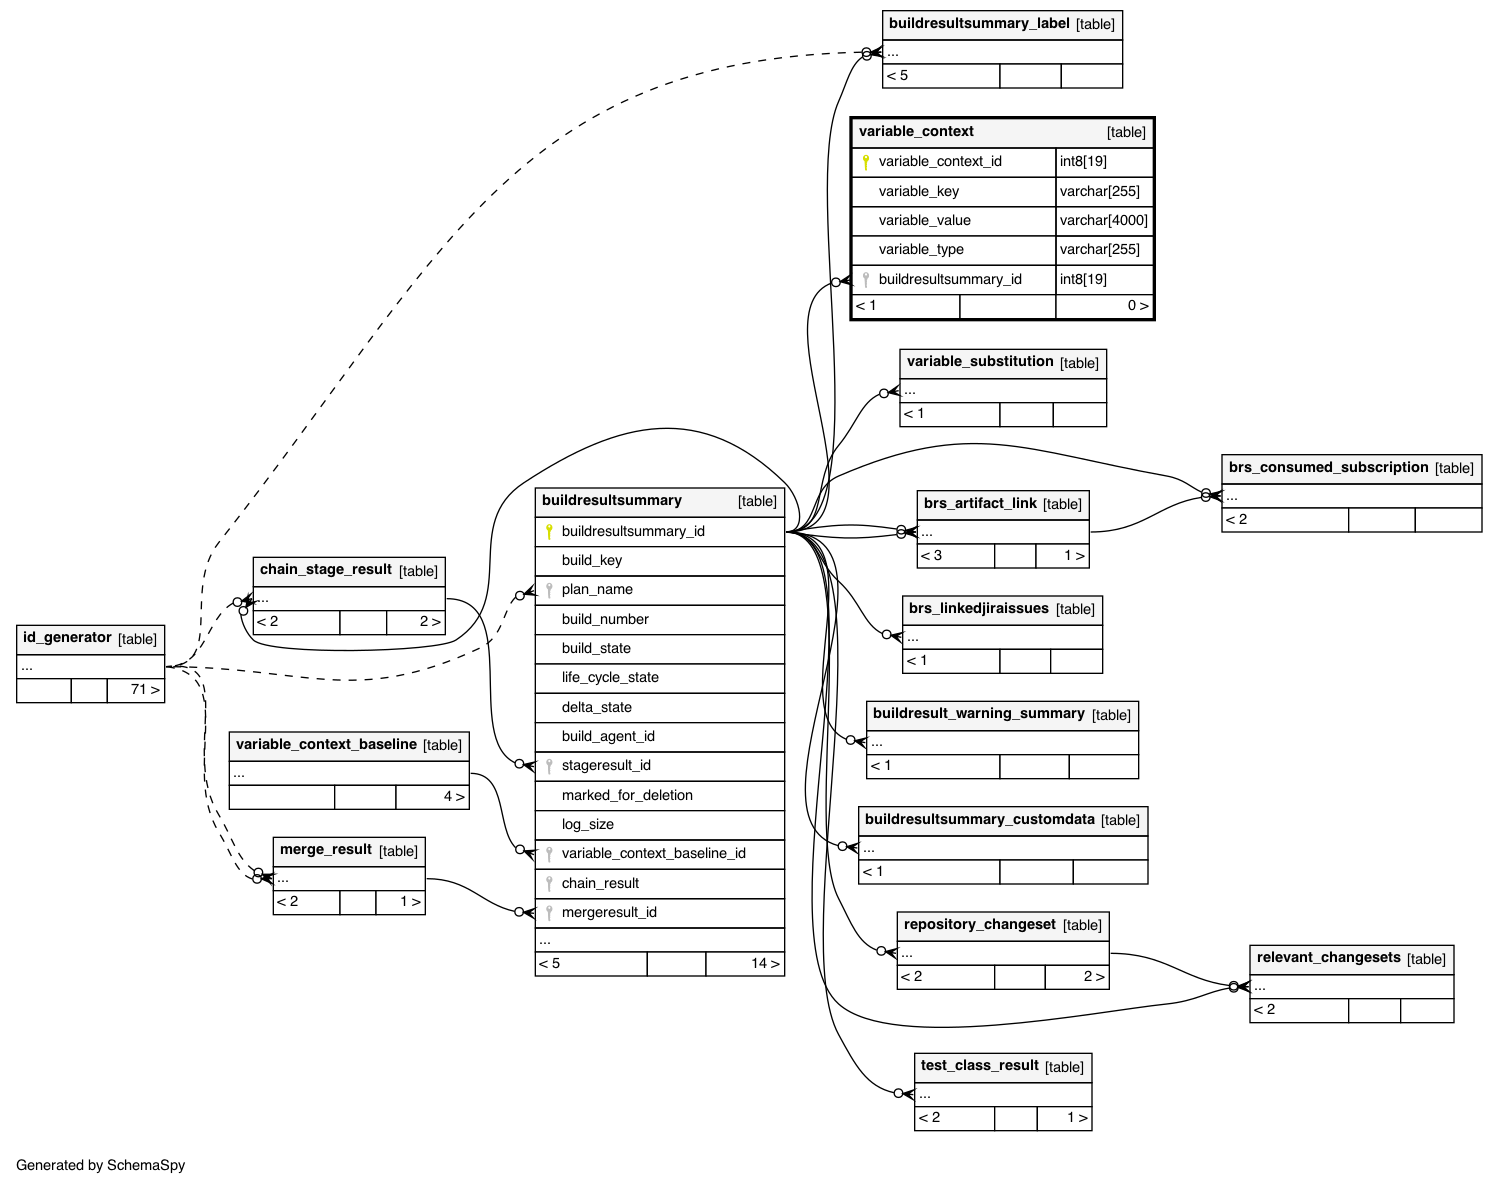 buildresultsummary_label [table]
...
< 5
variable_context [table]
variable_context_id int8[19]
variable_key varchar[255]
variable_value varchar[4000]
variable_type varchar[255]
buildresultsummary_id int8[19]
< 1 0 >
variable_substitution [table]
...
< 1
brs_consumed_subscription [table]
...
< 2
brs_artifact_link [table]
...
< 3 1 >
buildresultsummary [table]
buildresultsummary_id
build_key
plan_name
build_number
build_state
life_cycle_state
delta_state
build_agent_id
stageresult_id
marked_for_deletion
log_size
variable_context_baseline_id
chain_result
mergeresult_id
...
< 5 14 >
chain_stage_result [table]
...
< 2 2 >
id_generator [table]
...
71 >
variable_context_baseline [table]
...
4 >
merge_result [table]
...
< 2 1 >
brs_linkedjiraissues [table]
...
< 1
buildresult_warning_summary [table]
...
< 1
buildresultsummary_customdata [table]
...
< 1
repository_changeset [table]
...
< 2 2 >
relevant_changesets [table]
...
< 2
test_class_result [table]
...
< 2 1 >
Generated by SchemaSpy